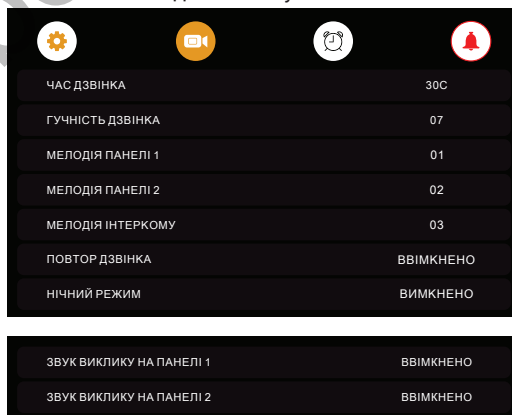 ЧАС ДЗВІНКА 30С
ГУЧНІСТЬ ДЗВІНКА 07
МЕЛОДІЯ ПАНЕЛІ 1 01
МЕЛОДІЯ ПАНЕЛІ 2 02
МЕЛОДІЯ ІНТЕРКОМУ 03
ПОВТОР ДЗВІНКА ВВІМКНЕНО
НІЧНИЙ РЕЖИМ ВИМКНЕНО
ЗВУК ВИКЛИКУ НА ПАНЕЛІ 1 ВВІМКНЕНО
ЗВУК ВИКЛИКУ НА ПАНЕЛІ 2 ВВІМКНЕНО